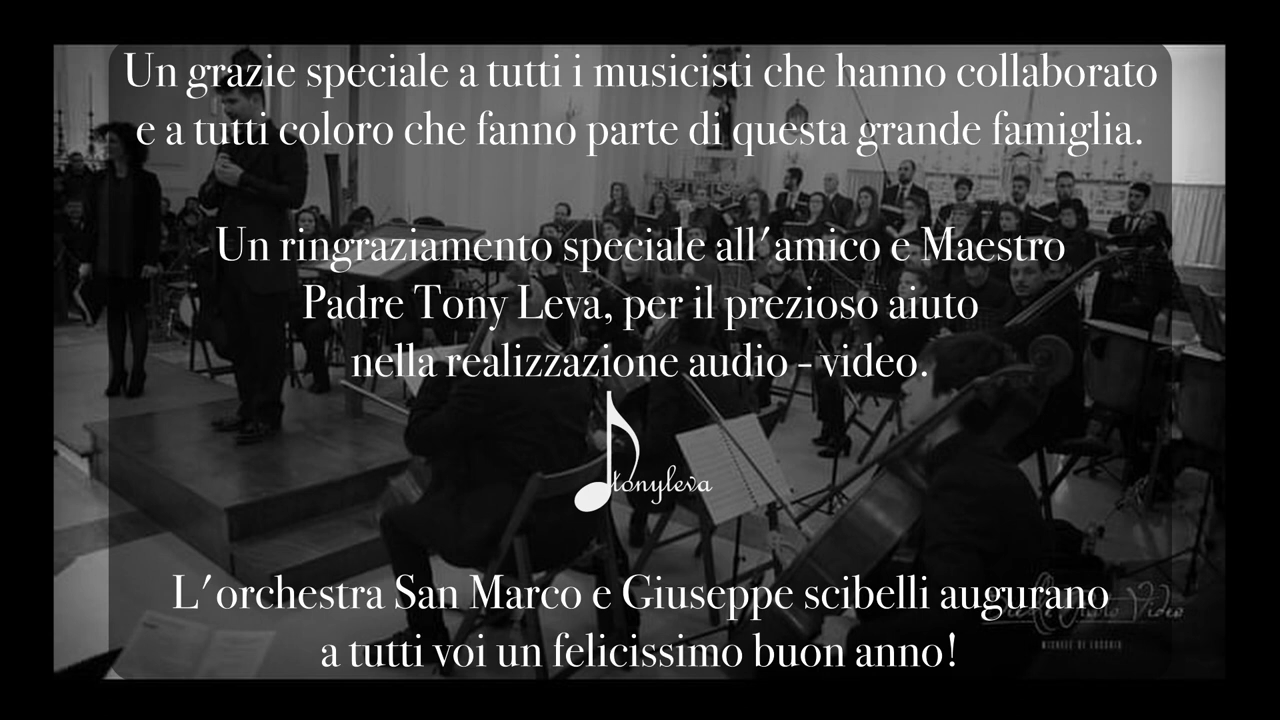 Un grazie speciale a tutti i musicisti che hanno collaborato
e a tutti coloro che fanno parte di questa grande famiglia.
Un ringraziamento speciale all'amico e Maestro
Padre Tony Leva, per il prezioso aiuto
nella realizzazione audio - video.
tonyleva
L'orchestra San Marco e Giuseppe scibelli augurano
a tutti voi un felicissimo buon anno!
Video